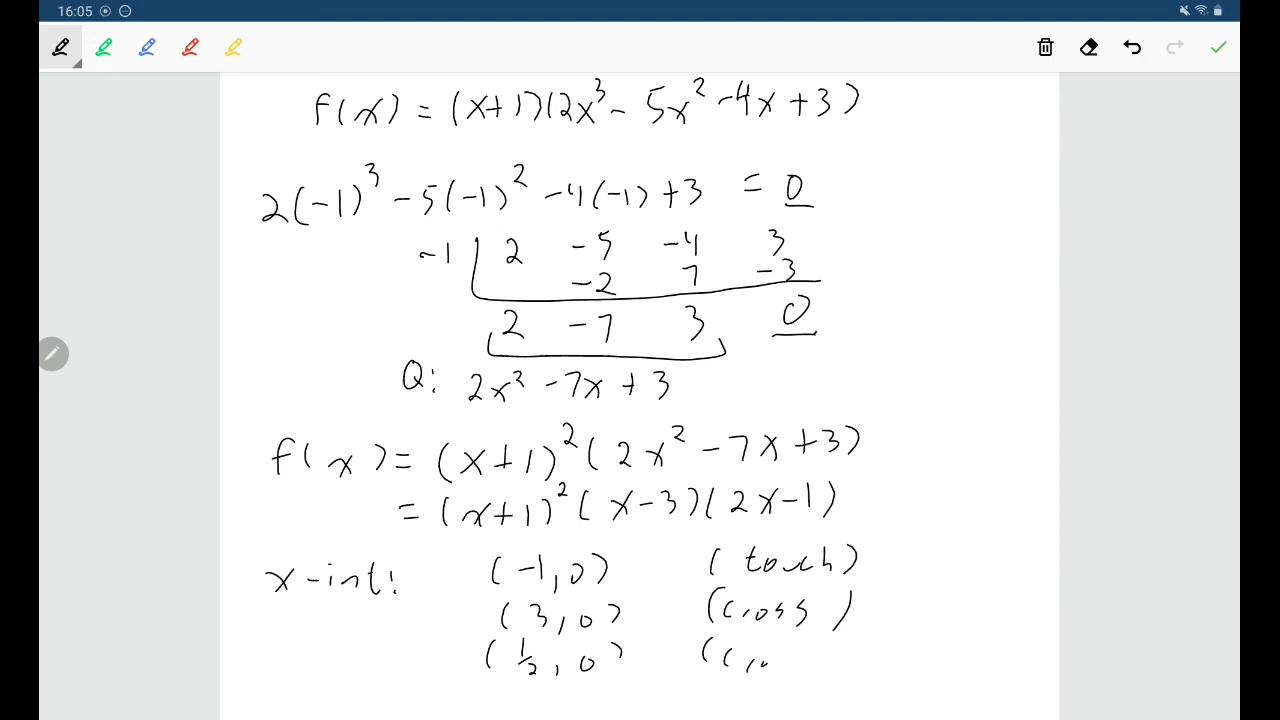 16:05
f(x) = (x+1)(2x³ - 5x² - 4x + 3)
2(-1)³ - 5(-1)² - 4(-1) + 3 = 0
-1 2 -5 -4 3
-2 7 -3
2 -7 3 0
Q: 2x² - 7x + 3
f(x) = (x+1)²(2x² - 7x + 3)
= (x+1)²(x-3)(2x-1)
x-int: (-1,0) (touch)
(3,0) (cross)
(1/2,0) (cr